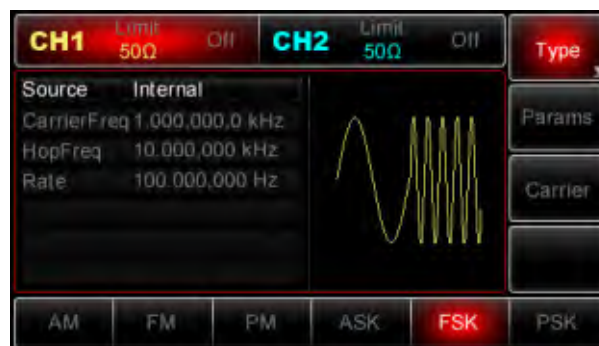 CH1 Limit 50Ω Off CH2 Limit 50Ω Off Type
Source Internal
CarrierFreq 1.000,000,0 kHz
Params
HopFreq 10.000,000 kHz
Rate 100.000,000 Hz
Carrier
AM FM PM ASK FSK PSK